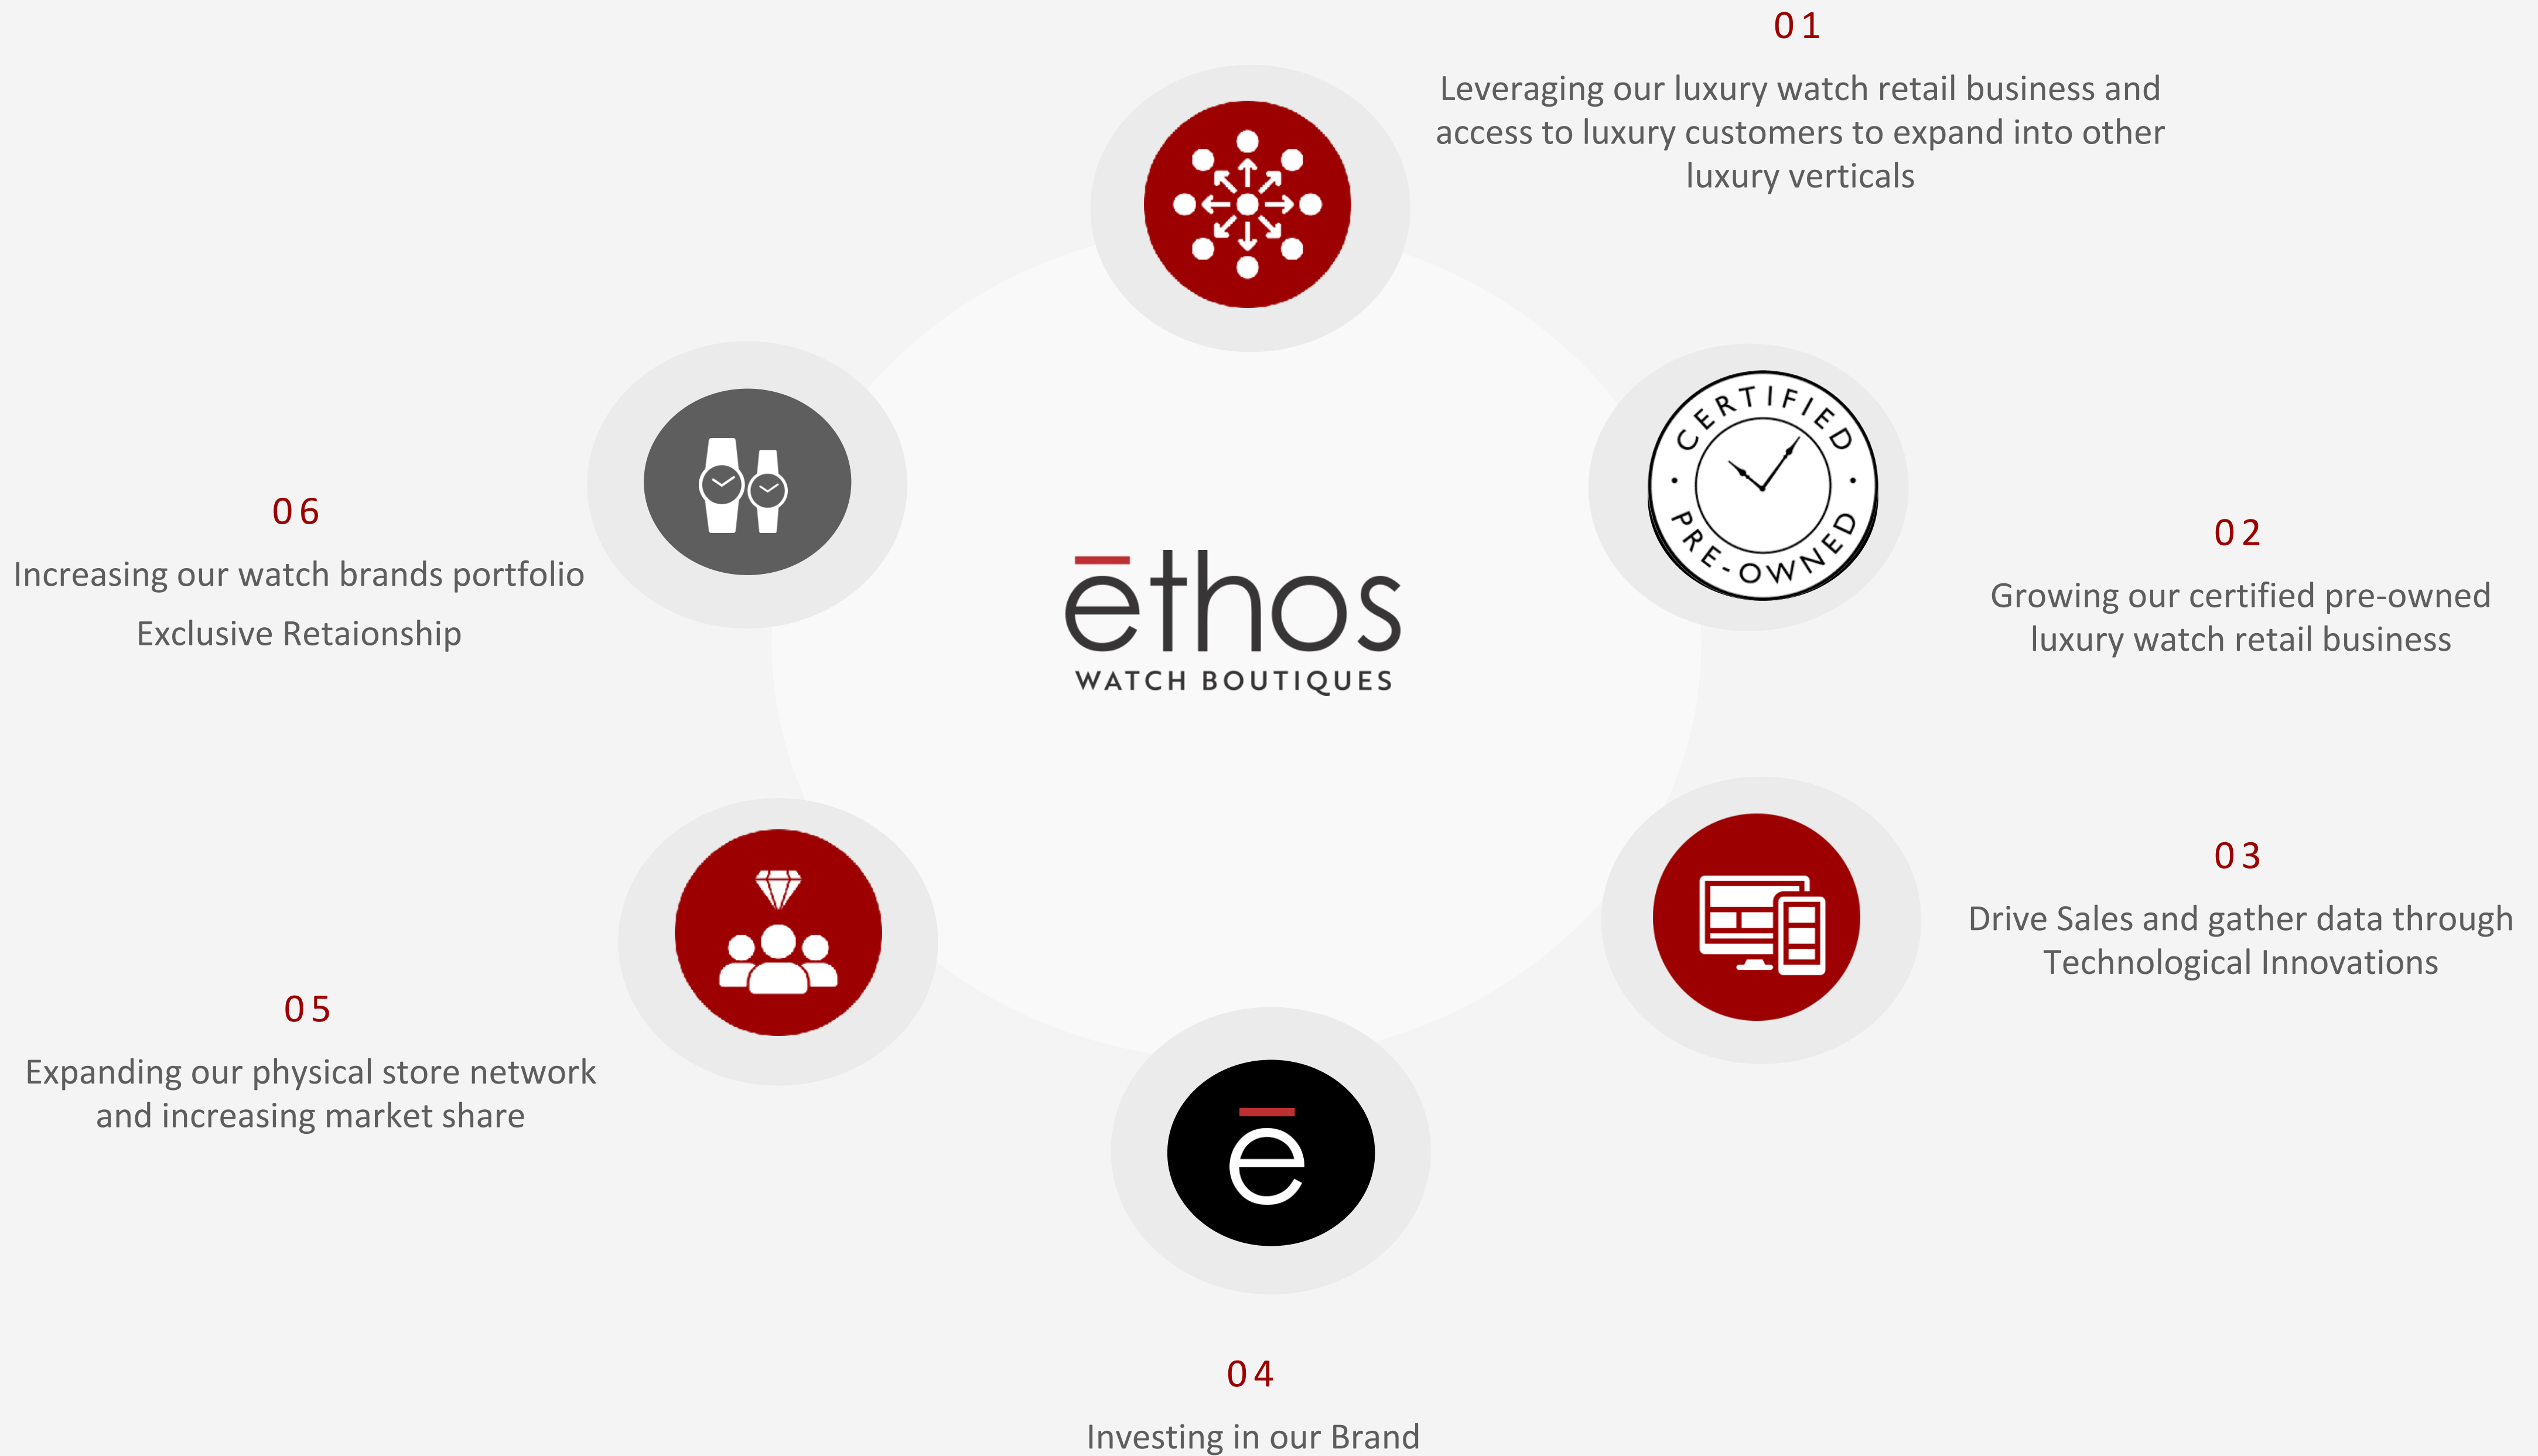 01
Leveraging our luxury watch retail business and
access to luxury customers to expand into other
luxury verticals
CERTIFIED
PRE-OWNED
02
Growing our certified pre-owned
luxury watch retail business
03
Drive Sales and gather data through
Technological Innovations
ē
04
Investing in our Brand
05
Expanding our physical store network
and increasing market share
06
Increasing our watch brands portfolio
Exclusive Retaionship
ēthos
WATCH BOUTIQUES